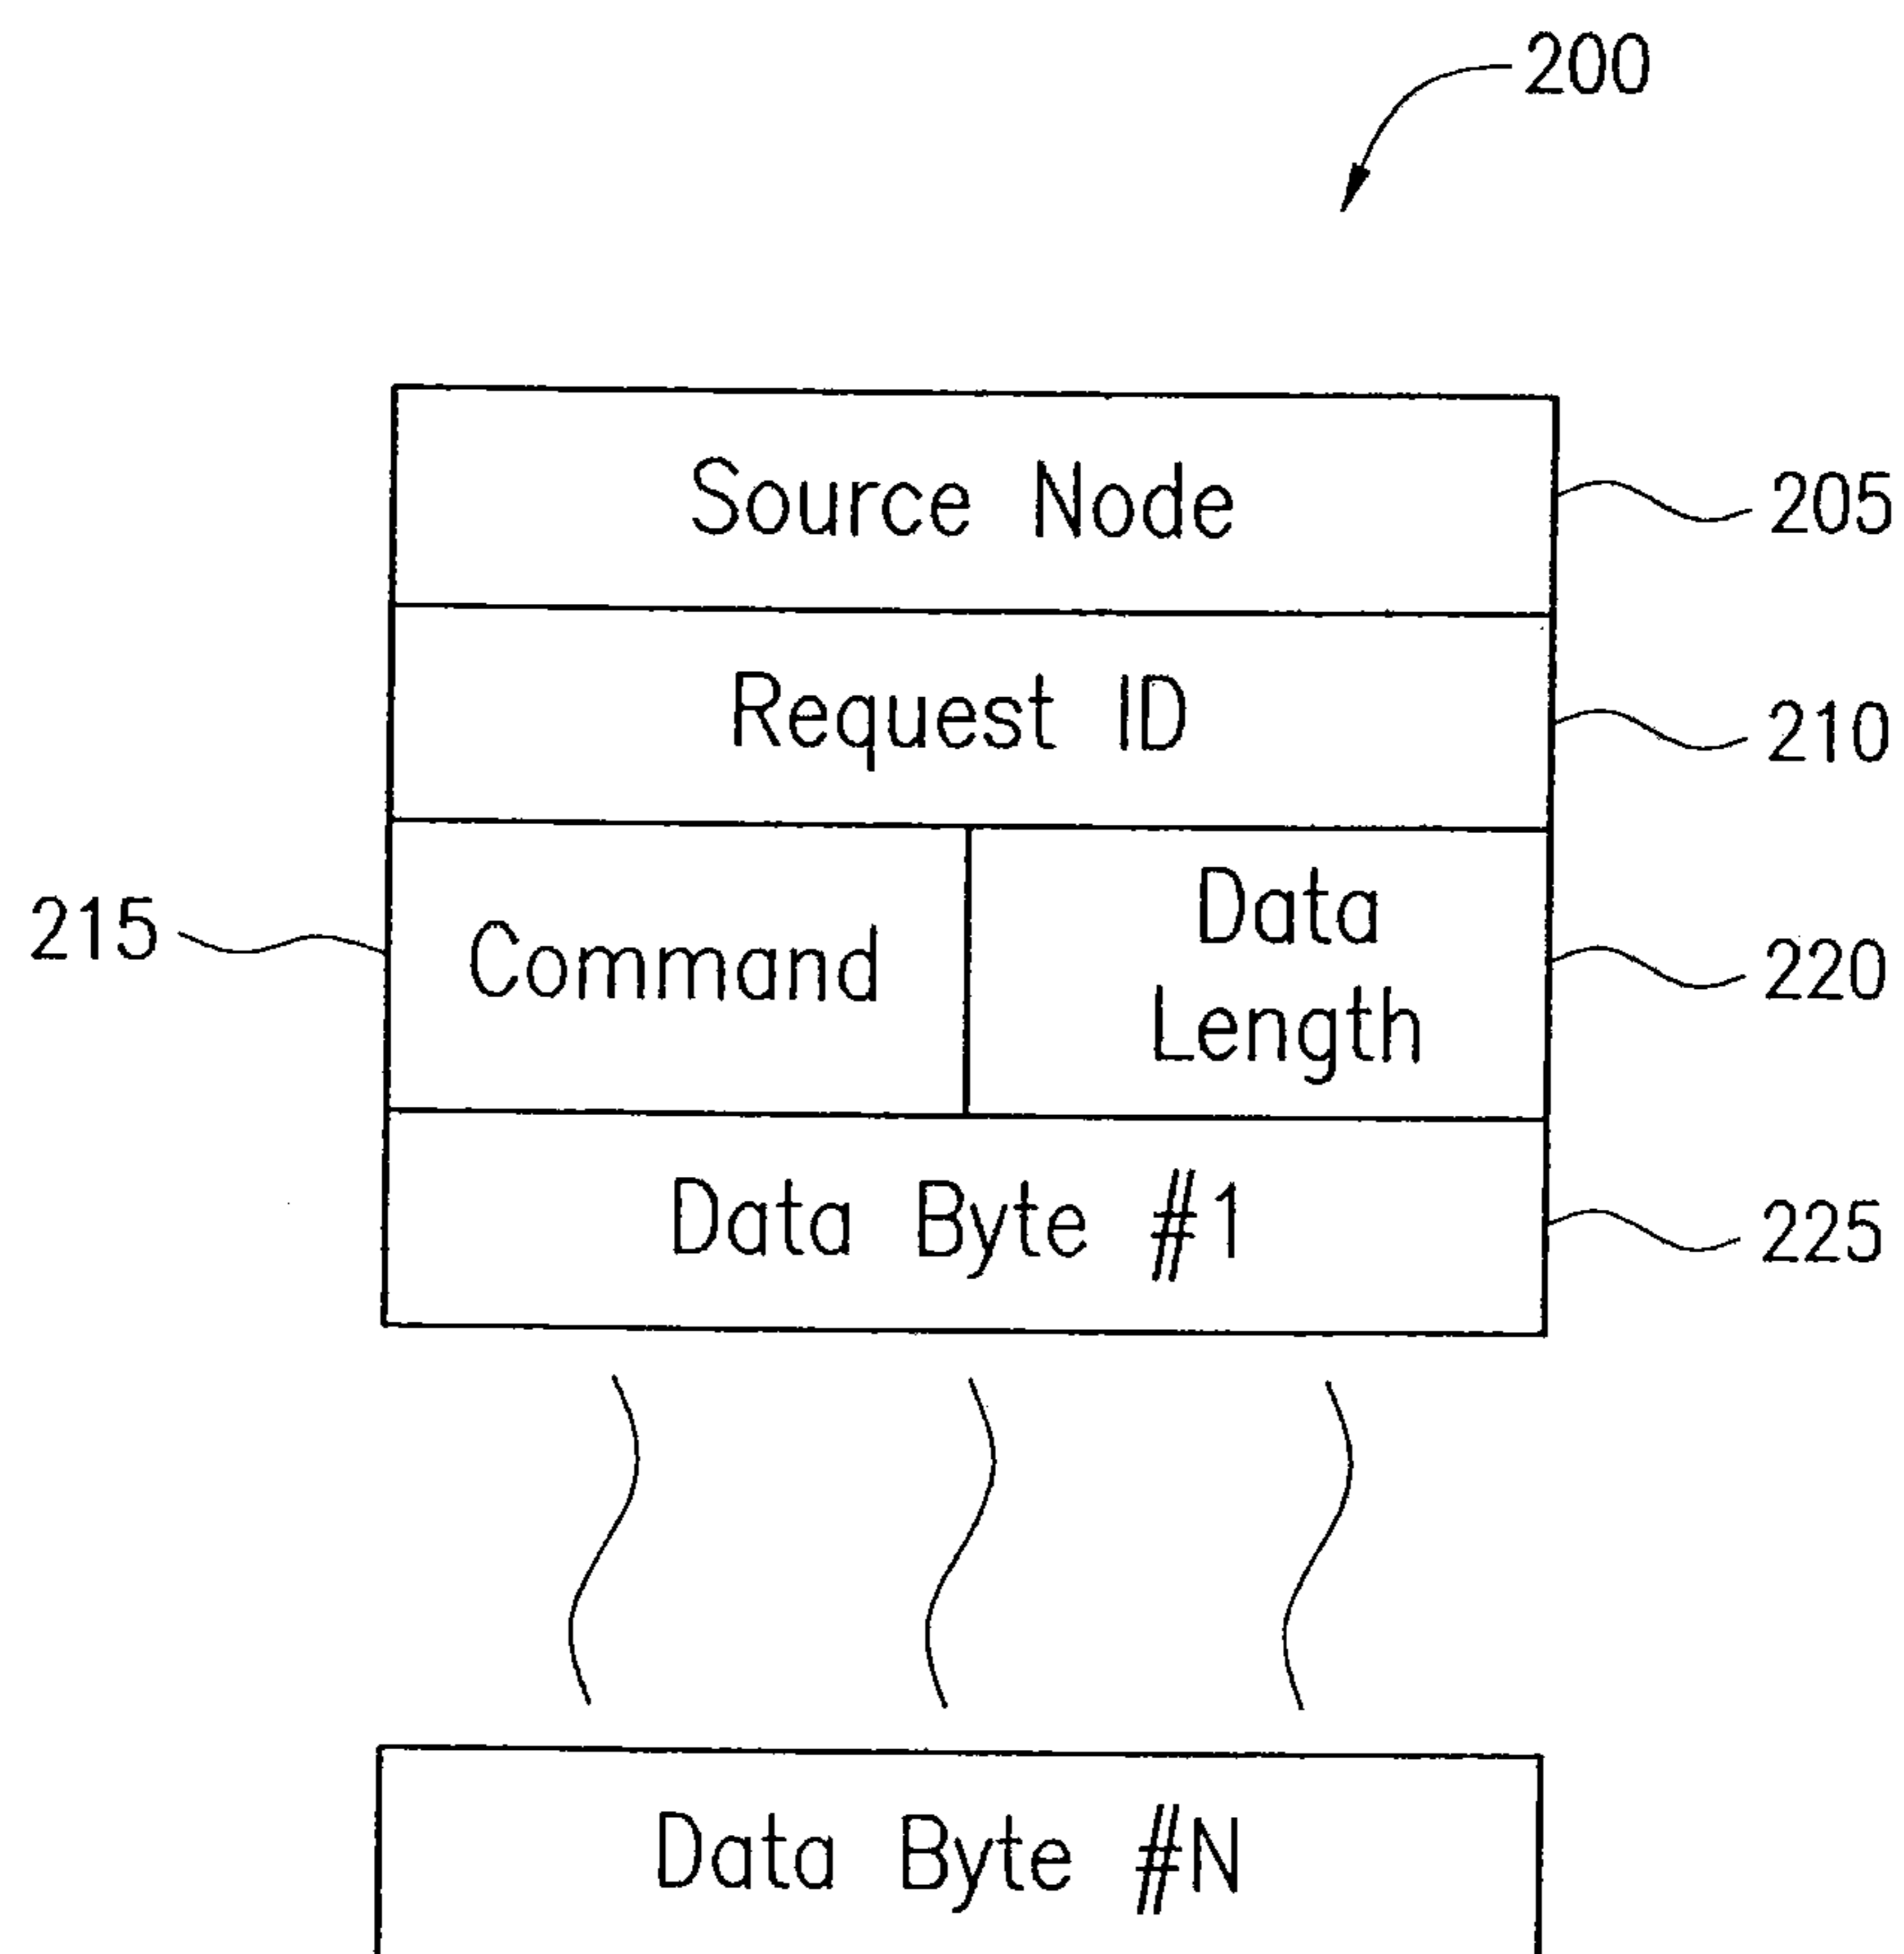 200
Source Node
205
Request ID
210
215
Command
Data
Length
220
Data Byte #1
225
Data Byte #N